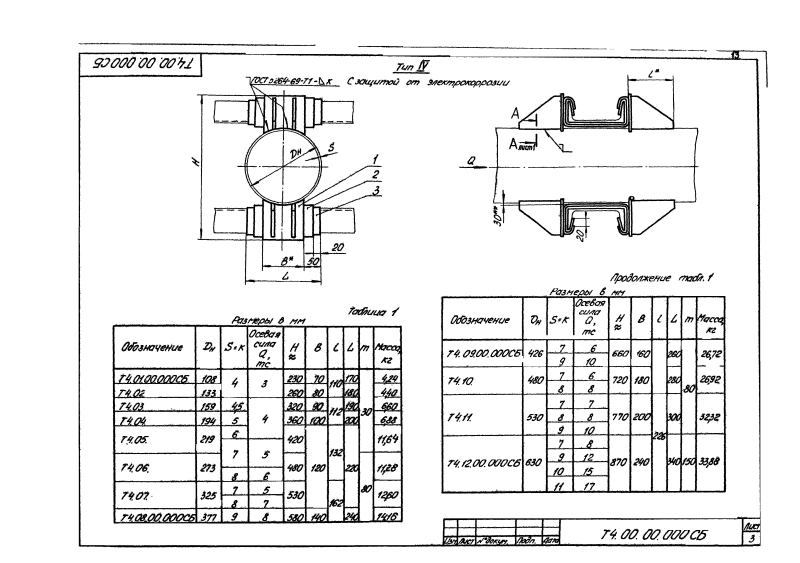 13
Т4.00.00.000СБ
Тип IV
С защитой от электрокоррозии
ГОСТ 5264-69-Т1-К
H
Dн
S
1
2
3
20
50
B*
L
l*
А
А
лист
Q
30**
20
Размеры в мм
Таблица 1
Обозначение Dн S=к Осевая сила Q, тс H ≈ B l L m Масса, кг
Т4.01.00.000СБ 108 4 3 230 70 110 170 30 4,24
Т4.02. 133 260 80 180 4,40
Т4.03. 159 4,5 4 320 90 112 190 6,60
Т4.04. 194 5 360 100 200 6,88
Т4.05. 219 6 420 120 132 220 11,64
7 5
Т4.06. 273 480 80 11,28
8 6
Т4.07. 325 7 5 530 162 12,60
8 7
Т4.08.00.000СБ 377 9 8 580 140 240 14,16
Продолжение табл. 1
Размеры в мм
Обозначение Dн S=к Осевая сила Q, тс H ≈ B l L m Масса, кг
Т4.09.00.000СБ 426 7 6 660 160 226 260 80 26,72
9 10
Т4.10. 480 7 6 720 180 280 26,92
8 8
Т4.11. 530 7 7 770 200 300 32,32
8 8
9 10
Т4.12.00.000СБ 630 7 8 870 240 340 150 33,88
9 12
10 15
11 17
Изм. Лист № докум. Подп. Дата
Т4.00.00.000СБ
Лист
3